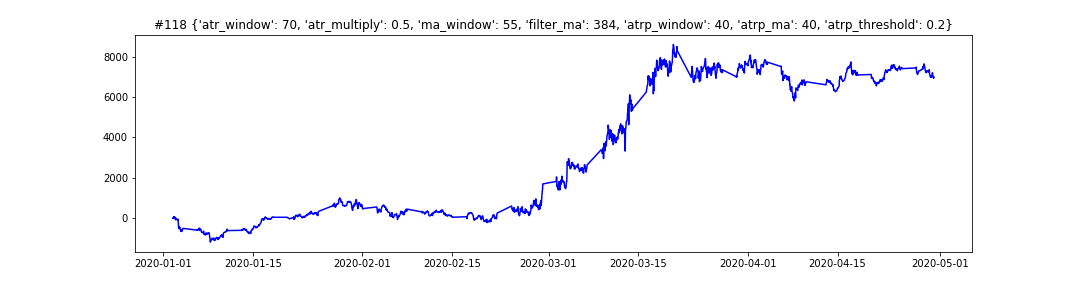 #118 {'atr_window': 70, 'atr_multiply': 0.5, 'ma_window': 55, 'filter_ma': 384, 'atrp_window': 40, 'atrp_ma': 40, 'atrp_threshold': 0.2}
8000
6000
4000
2000
0
2020-01-01 2020-01-15 2020-02-01 2020-02-15 2020-03-01 2020-03-15 2020-04-01 2020-04-15 2020-05-01